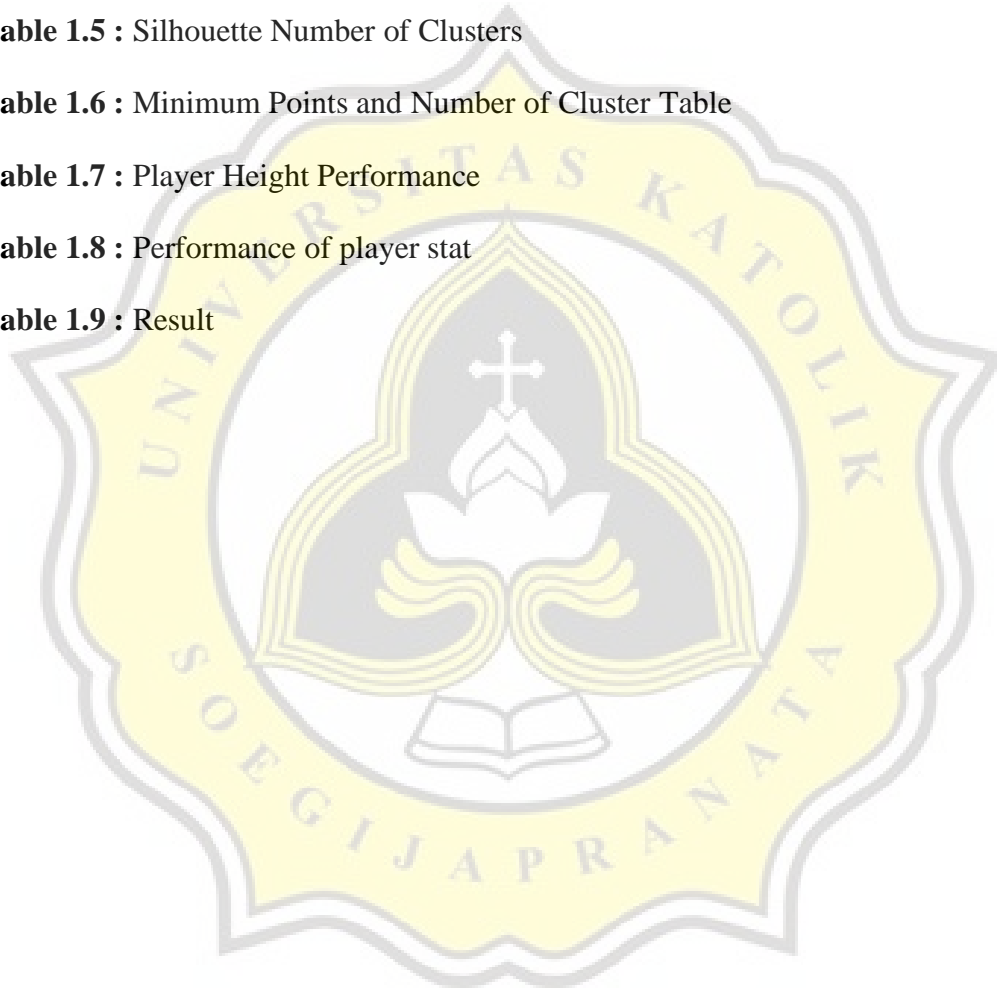 able 1.5 : Silhouette Number of Clusters
able 1.6 : Minimum Points and Number of Cluster Table
able 1.7 : Player Height Performance
able 1.8 : Performance of player stat
able 1.9 : Result
UNIVERSITAS KATOLIK
SOEGIJAPRANATA